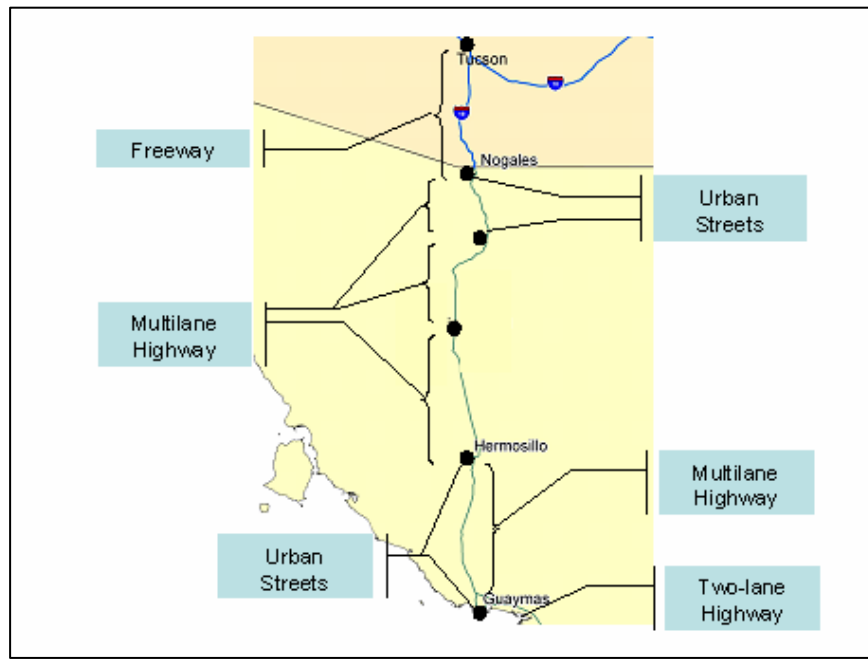 Tucson
Freeway
Nogales
Urban
Streets
Multilane
Highway
Hermosillo
Multilane
Highway
Urban
Streets
Guaymas
Two-lane
Highway